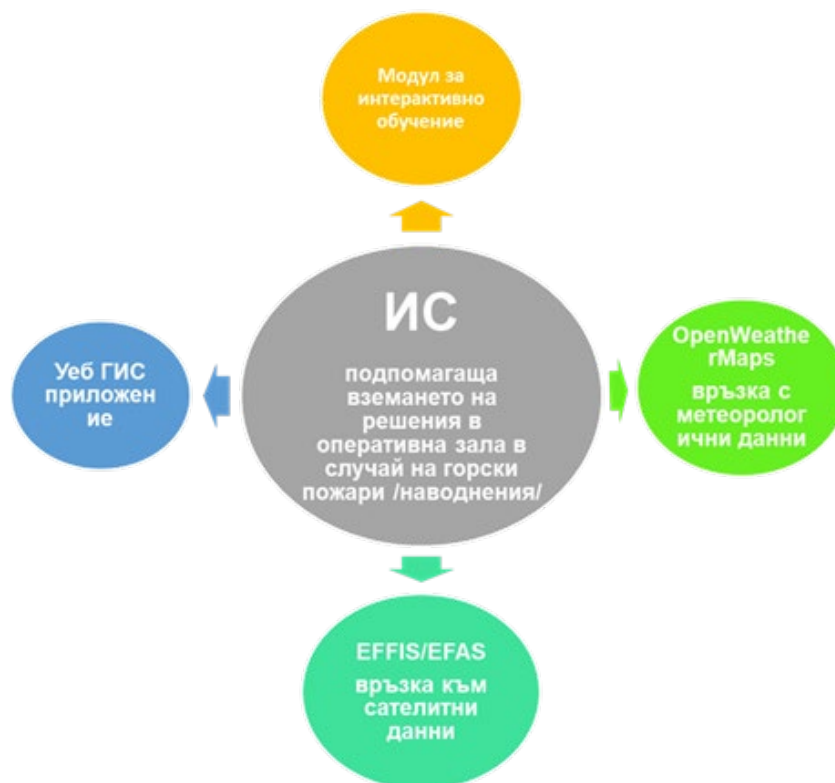 Модул за
интерактивно
обучение
ИС
подпомагаща
вземането на
решения в
оперативна зала в
случай на горски
пожари /наводнения/
Уеб ГИС
приложен
ие
OpenWeathe
rMaps
връзка с
метеоролог
ични данни
EFFIS/EFAS
връзка към
сателитни
данни